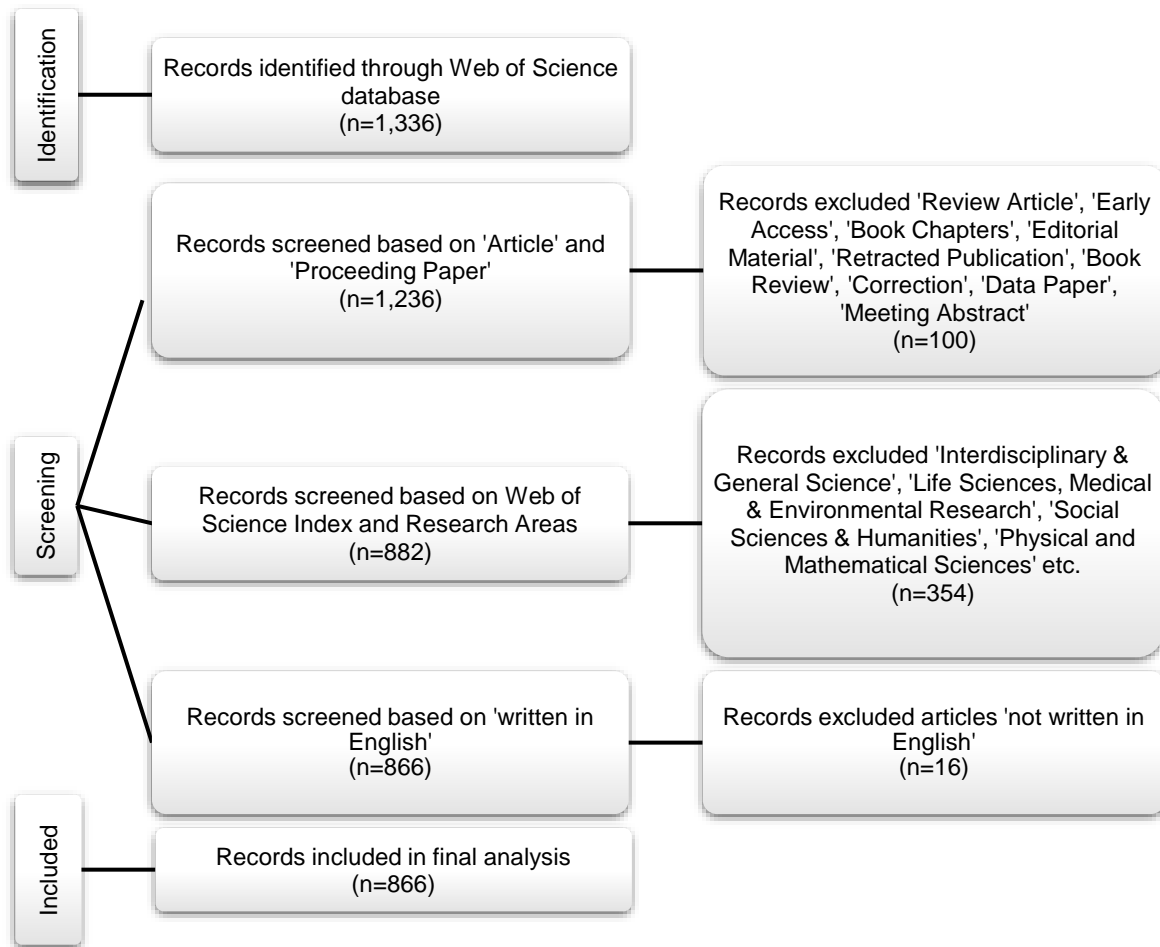 Identification
Records identified through Web of Science
database
(n=1,336)
Records screened based on 'Article' and
'Proceeding Paper'
(n=1,236)
Records excluded 'Review Article', 'Early
Access', 'Book Chapters', 'Editorial
Material', 'Retracted Publication', 'Book
Review', 'Correction', 'Data Paper',
'Meeting Abstract'
(n=100)
Screening
Records screened based on Web of
Science Index and Research Areas
(n=882)
Records excluded 'Interdisciplinary &
General Science', 'Life Sciences, Medical
& Environmental Research', 'Social
Sciences & Humanities', 'Physical and
Mathematical Sciences' etc.
(n=354)
Records screened based on 'written in
English'
(n=866)
Records excluded articles 'not written in
English'
(n=16)
Included
Records included in final analysis
(n=866)